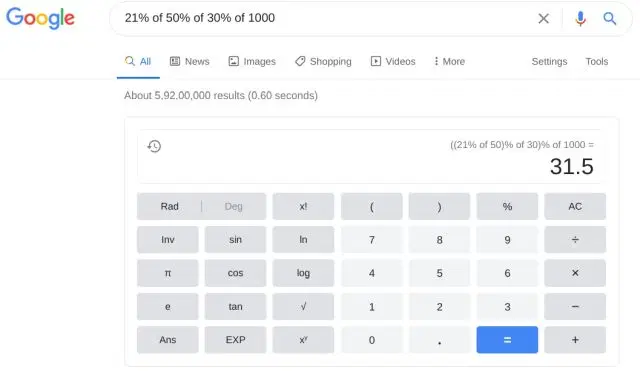 Google
21% of 50% of 30% of 1000
All News Images Shopping Videos More Settings Tools
About 5,92,00,000 results (0.60 seconds)
((21% of 50)% of 30)% of 1000 =
31.5
Rad Deg x! ( ) % AC
Inv sin ln 7 8 9 ÷
π cos log 4 5 6 ×
e tan √ 1 2 3 −
Ans EXP xʸ 0 . = +